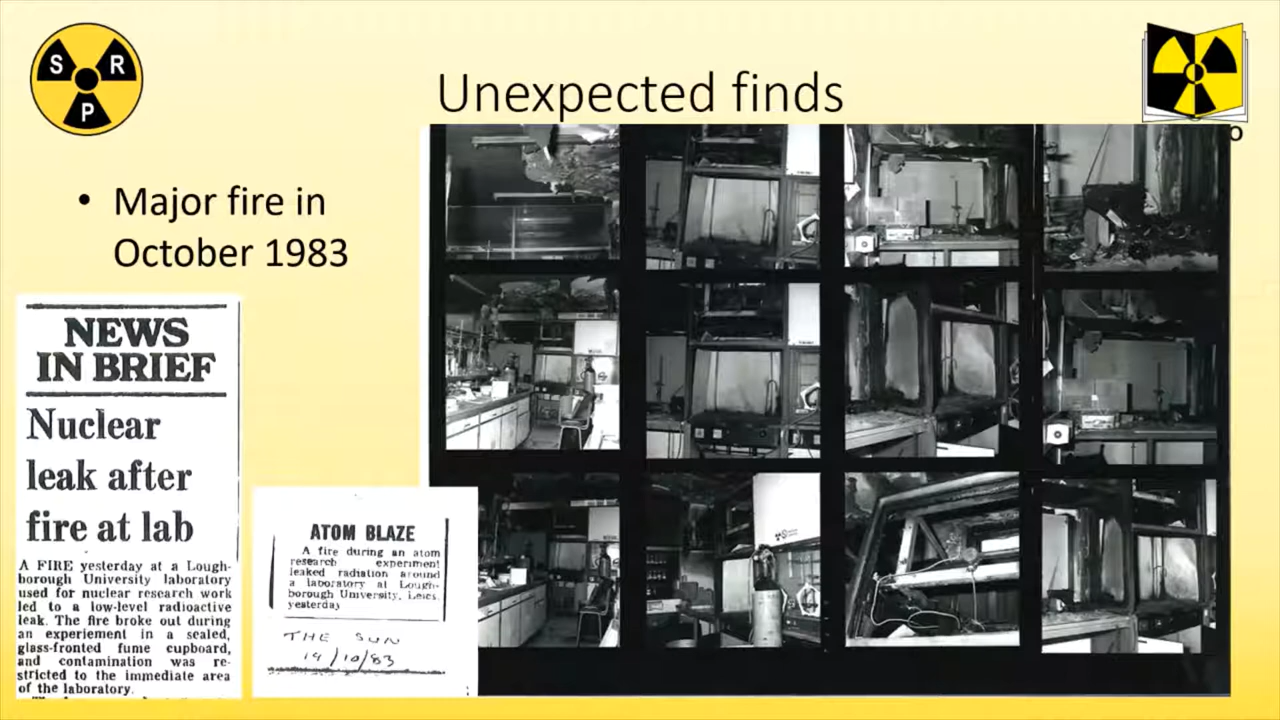 S R
P
Unexpected finds
• Major fire in
October 1983
NEWS
IN BRIEF
Nuclear
leak after
fire at lab
A FIRE yesterday at a Lough-
borough University laboratory
used for nuclear research work
led to a low-level radioactive
leak. The fire broke out during
an experiement in a sealed,
glass-fronted fume cupboard,
and contamination was re-
stricted to the immediate area
of the laboratory.
ATOM BLAZE
A fire during an atom
research experiment
leaked radiation around
a laboratory at Lough-
borough University, Leics,
yesterday
THE SUN
19/10/83